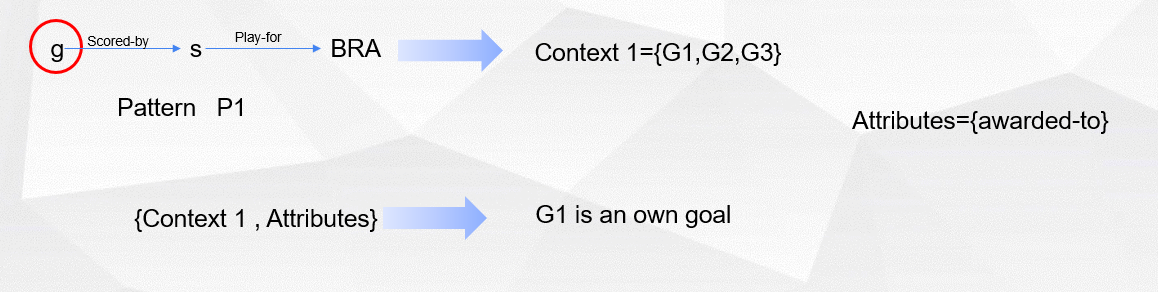 g Scored-by s Play-for BRA
Context 1={G1,G2,G3}
Pattern P1
Attributes={awarded-to}
{Context 1 , Attributes}
G1 is an own goal